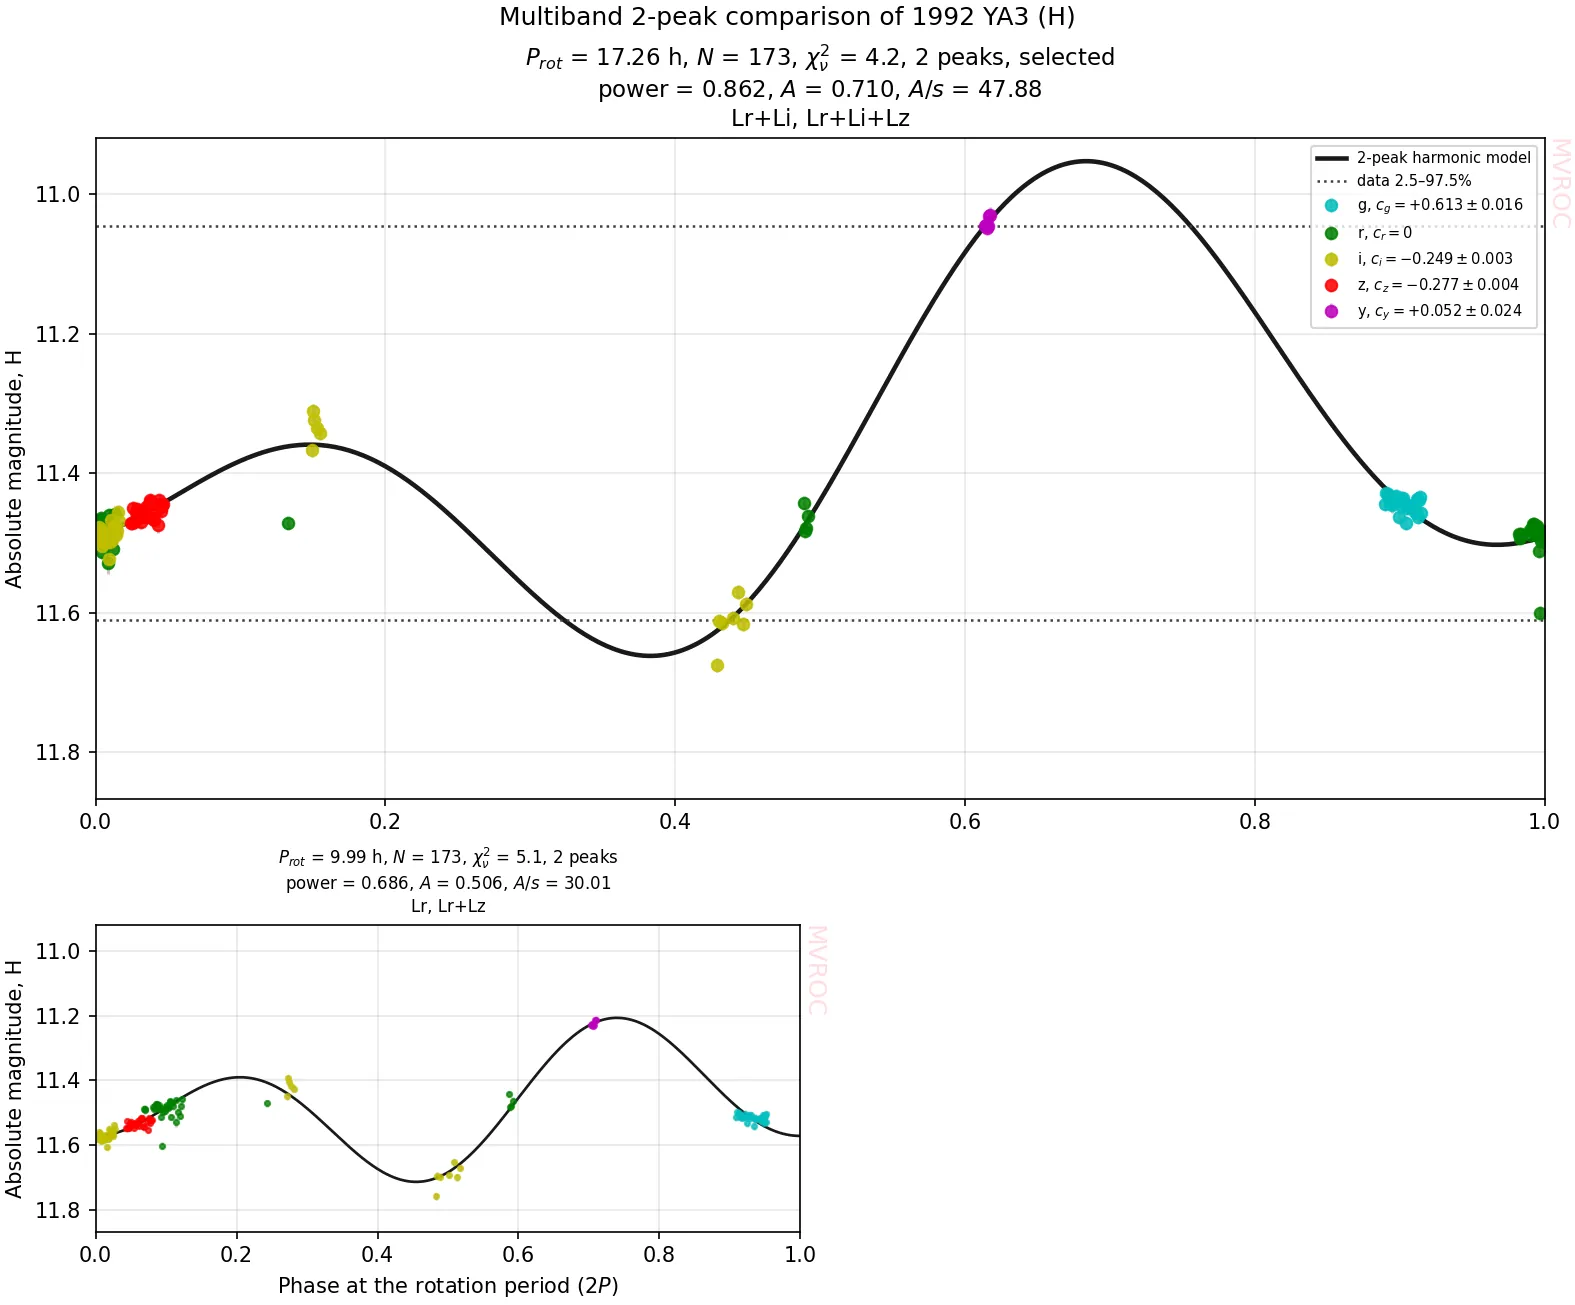 Multiband 2-peak comparison of 1992 YA3 (H)
P_rot = 17.26 h, N = 173, χ²_ν = 4.2, 2 peaks, selected
power = 0.862, A = 0.710, A/s = 47.88
Lr+Li, Lr+Li+Lz
MVROC
2-peak harmonic model
data 2.5–97.5%
g, c_g = +0.613 ± 0.016
r, c_r = 0
i, c_i = −0.249 ± 0.003
z, c_z = −0.277 ± 0.004
y, c_y = +0.052 ± 0.024
Absolute magnitude, H
11.0
11.2
11.4
11.6
11.8
0.0 0.2 0.4 0.6 0.8 1.0
P_rot = 9.99 h, N = 173, χ²_ν = 5.1, 2 peaks
power = 0.686, A = 0.506, A/s = 30.01
Lr, Lr+Lz
MVROC
Absolute magnitude, H
11.0
11.2
11.4
11.6
11.8
0.0 0.2 0.4 0.6 0.8 1.0
Phase at the rotation period (2P)